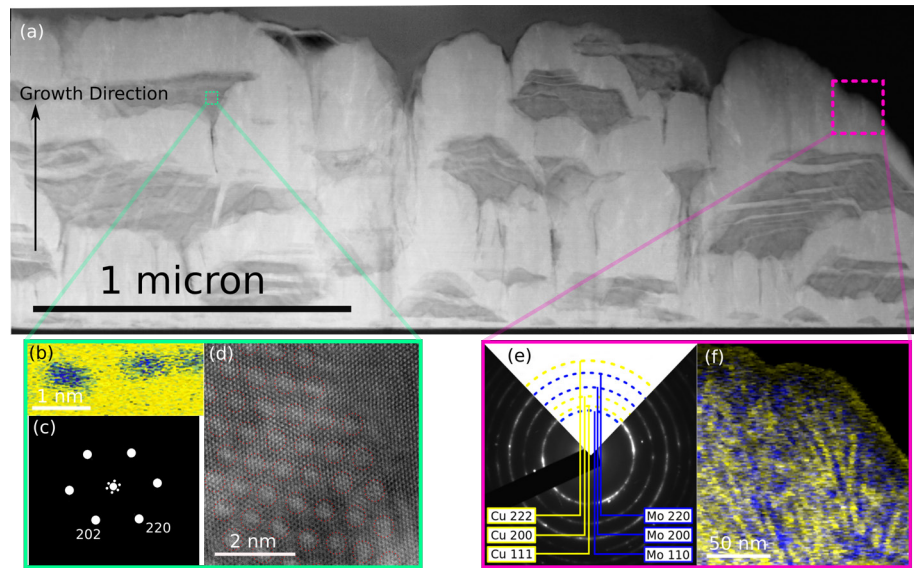 (a)
Growth Direction
1 micron
(b)
1 nm
(c)
202
220
(d)
2 nm
(e)
Cu 222
Cu 200
Cu 111
Mo 220
Mo 200
Mo 110
(f)
50 nm